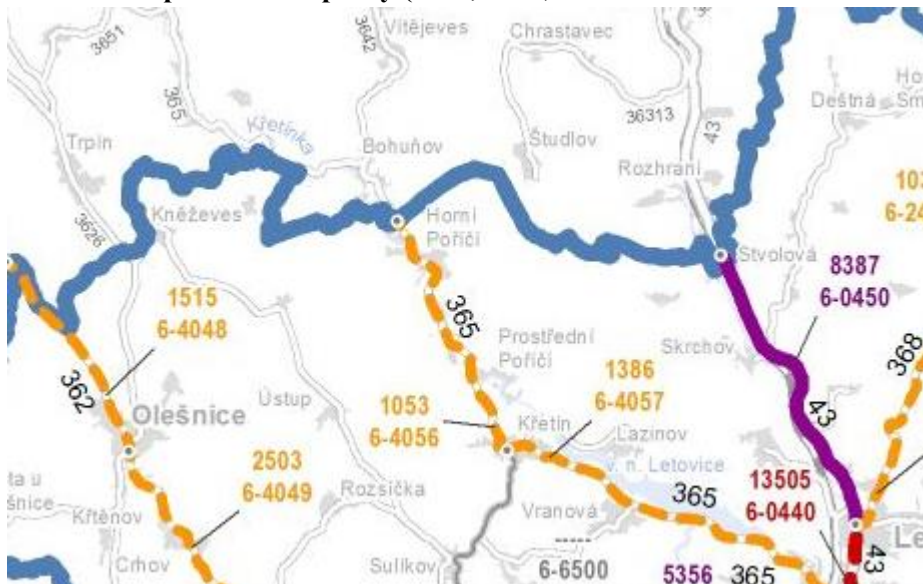 3651
3642
Vítějeves
Chrastavec
365
Křetínka
36313
43
Deštná
Trpín
Bohuňov
Študlov
Rozhraní
Kněževes
3626
Horní
Poříčí
Stvolová
1515
6-4048
8387
6-0450
365
Prostřední
Poříčí
Skrchov
368
362
Olešnice
Ústup
1053
6-4056
Křetín
1386
6-4057
Lazinov
43
v. n. Letovice
2503
6-4049
365
13505
6-0440
Rozsíčka
Vranová
Křtěnov
Crhov
Sulíkov
-----
6-6500
5356
365
43